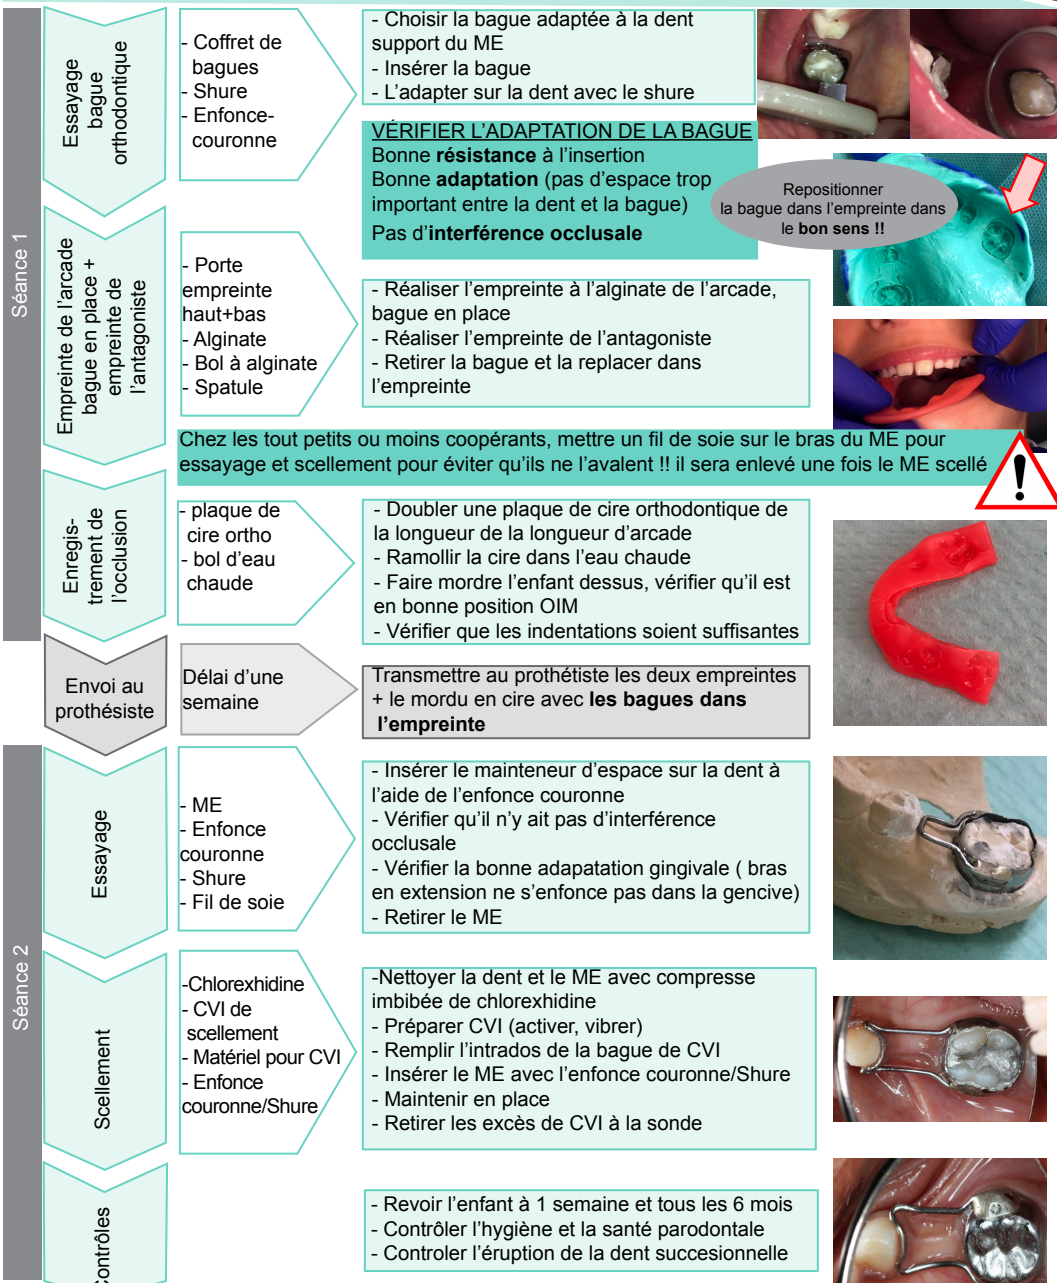 Séance 1
Essayage
bague
orthodontique
- Coffret de
bagues
- Shure
- Enfonce-
couronne
- Choisir la bague adaptée à la dent
support du ME
- Insérer la bague
- L’adapter sur la dent avec le shure
VÉRIFIER L’ADAPTATION DE LA BAGUE
Bonne résistance à l’insertion
Bonne adaptation (pas d’espace trop
important entre la dent et la bague)
Pas d’interférence occlusale
Repositionner
la bague dans l’empreinte dans
le bon sens !!
Empreinte de l’arcade
bague en place +
empreinte de
l’antagoniste
- Porte
empreinte
haut+bas
- Alginate
- Bol à alginate
- Spatule
- Réaliser l’empreinte à l’alginate de l’arcade,
bague en place
- Réaliser l’empreinte de l’antagoniste
- Retirer la bague et la replacer dans
l’empreinte
Chez les tout petits ou moins coopérants, mettre un fil de soie sur le bras du ME pour
essayage et scellement pour éviter qu’ils ne l’avalent !! il sera enlevé une fois le ME scellé
!
Enregis-
trement de
l’occlusion
- plaque de
cire ortho
- bol d’eau
chaude
- Doubler une plaque de cire orthodontique de
la longueur de la longueur d’arcade
- Ramollir la cire dans l’eau chaude
- Faire mordre l’enfant dessus, vérifier qu’il est
en bonne position OIM
- Vérifier que les indentations soient suffisantes
Envoi au
prothésiste
Délai d’une
semaine
Transmettre au prothétiste les deux empreintes
+ le mordu en cire avec les bagues dans
l’empreinte
Séance 2
Essayage
- ME
- Enfonce
couronne
- Shure
- Fil de soie
- Insérer le mainteneur d’espace sur la dent à
l’aide de l’enfonce couronne
- Vérifier qu’il n’y ait pas d’interférence
occlusale
- Vérifier la bonne adapatation gingivale ( bras
en extension ne s’enfonce pas dans la gencive)
- Retirer le ME
Scellement
-Chlorexhidine
- CVI de
scellement
- Matériel pour CVI
- Enfonce
couronne/Shure
-Nettoyer la dent et le ME avec compresse
imbibée de chlorexhidine
- Préparer CVI (activer, vibrer)
- Remplir l’intrados de la bague de CVI
- Insérer le ME avec l’enfonce couronne/Shure
- Maintenir en place
- Retirer les excès de CVI à la sonde
Contrôles
- Revoir l’enfant à 1 semaine et tous les 6 mois
- Contrôler l’hygiène et la santé parodontale
- Controler l’éruption de la dent succesionnelle